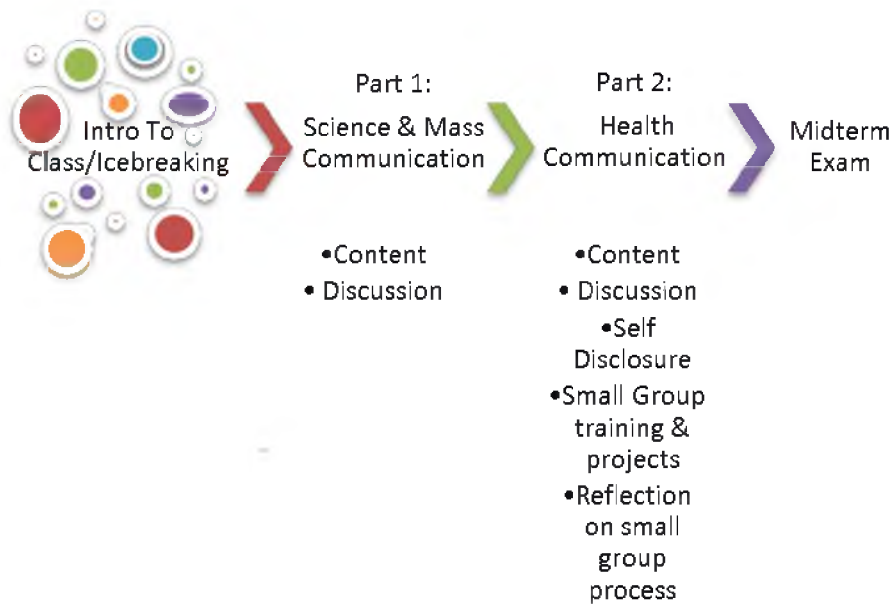 Intro To
Class/Icebreaking
Part 1:
Science & Mass
Communication
•Content
• Discussion
Part 2:
Health
Communication
•Content
• Discussion
•Self
Disclosure
•Small Group
training &
projects
•Reflection
on small
group
process
Midterm
Exam